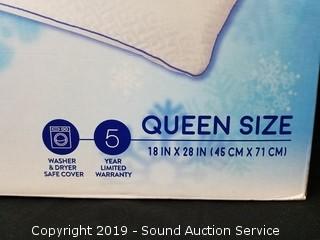 QUEEN SIZE
18 IN X 28 IN (45 CM X 71 CM)
WASHER
& DRYER
SAFE COVER
5
YEAR
LIMITED
WARRANTY
Copyright 2019 - Sound Auction Service